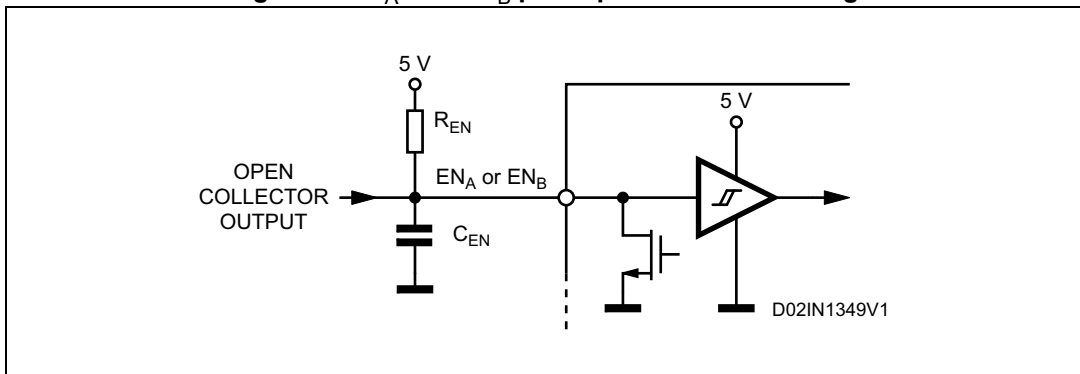 A
B p
5 V
R_EN
5 V
OPEN
COLLECTOR
OUTPUT
EN_A or EN_B
C_EN
D02IN1349V1